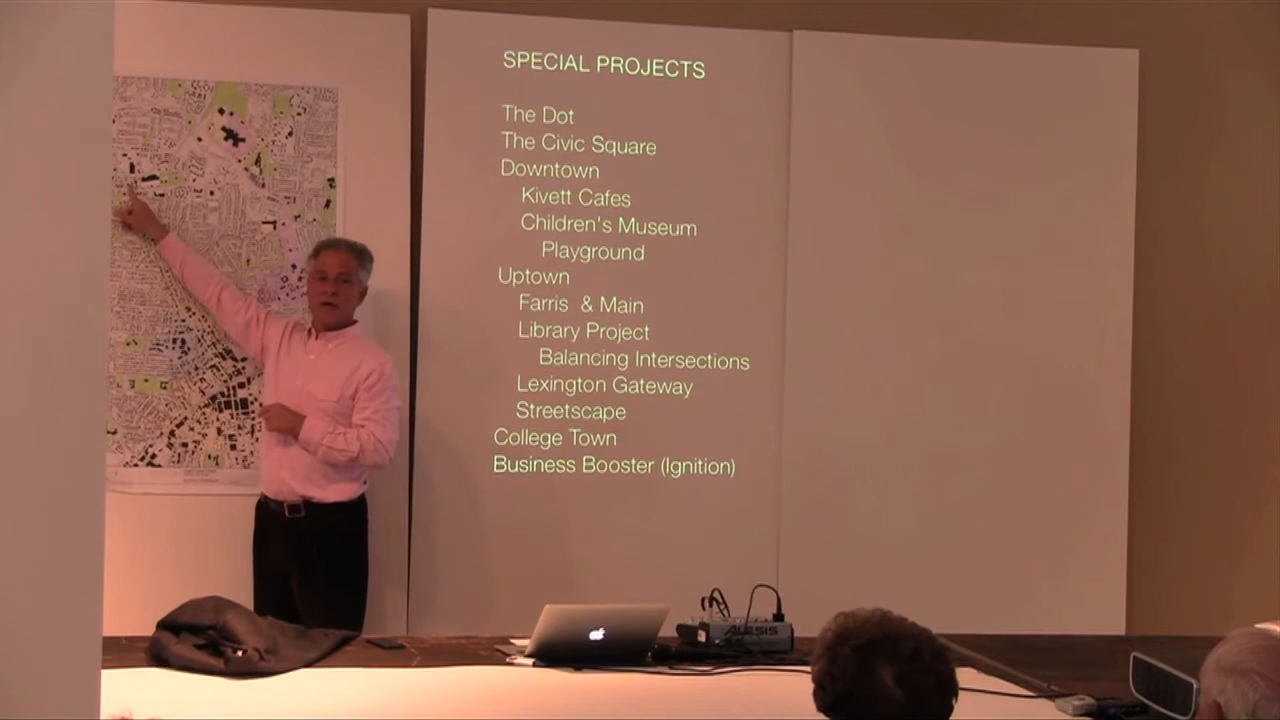 SPECIAL PROJECTS
The Dot
The Civic Square
Downtown
Kivett Cafes
Children's Museum
Playground
Uptown
Farris & Main
Library Project
Balancing Intersections
Lexington Gateway
Streetscape
College Town
Business Booster (Ignition)
ALESIS